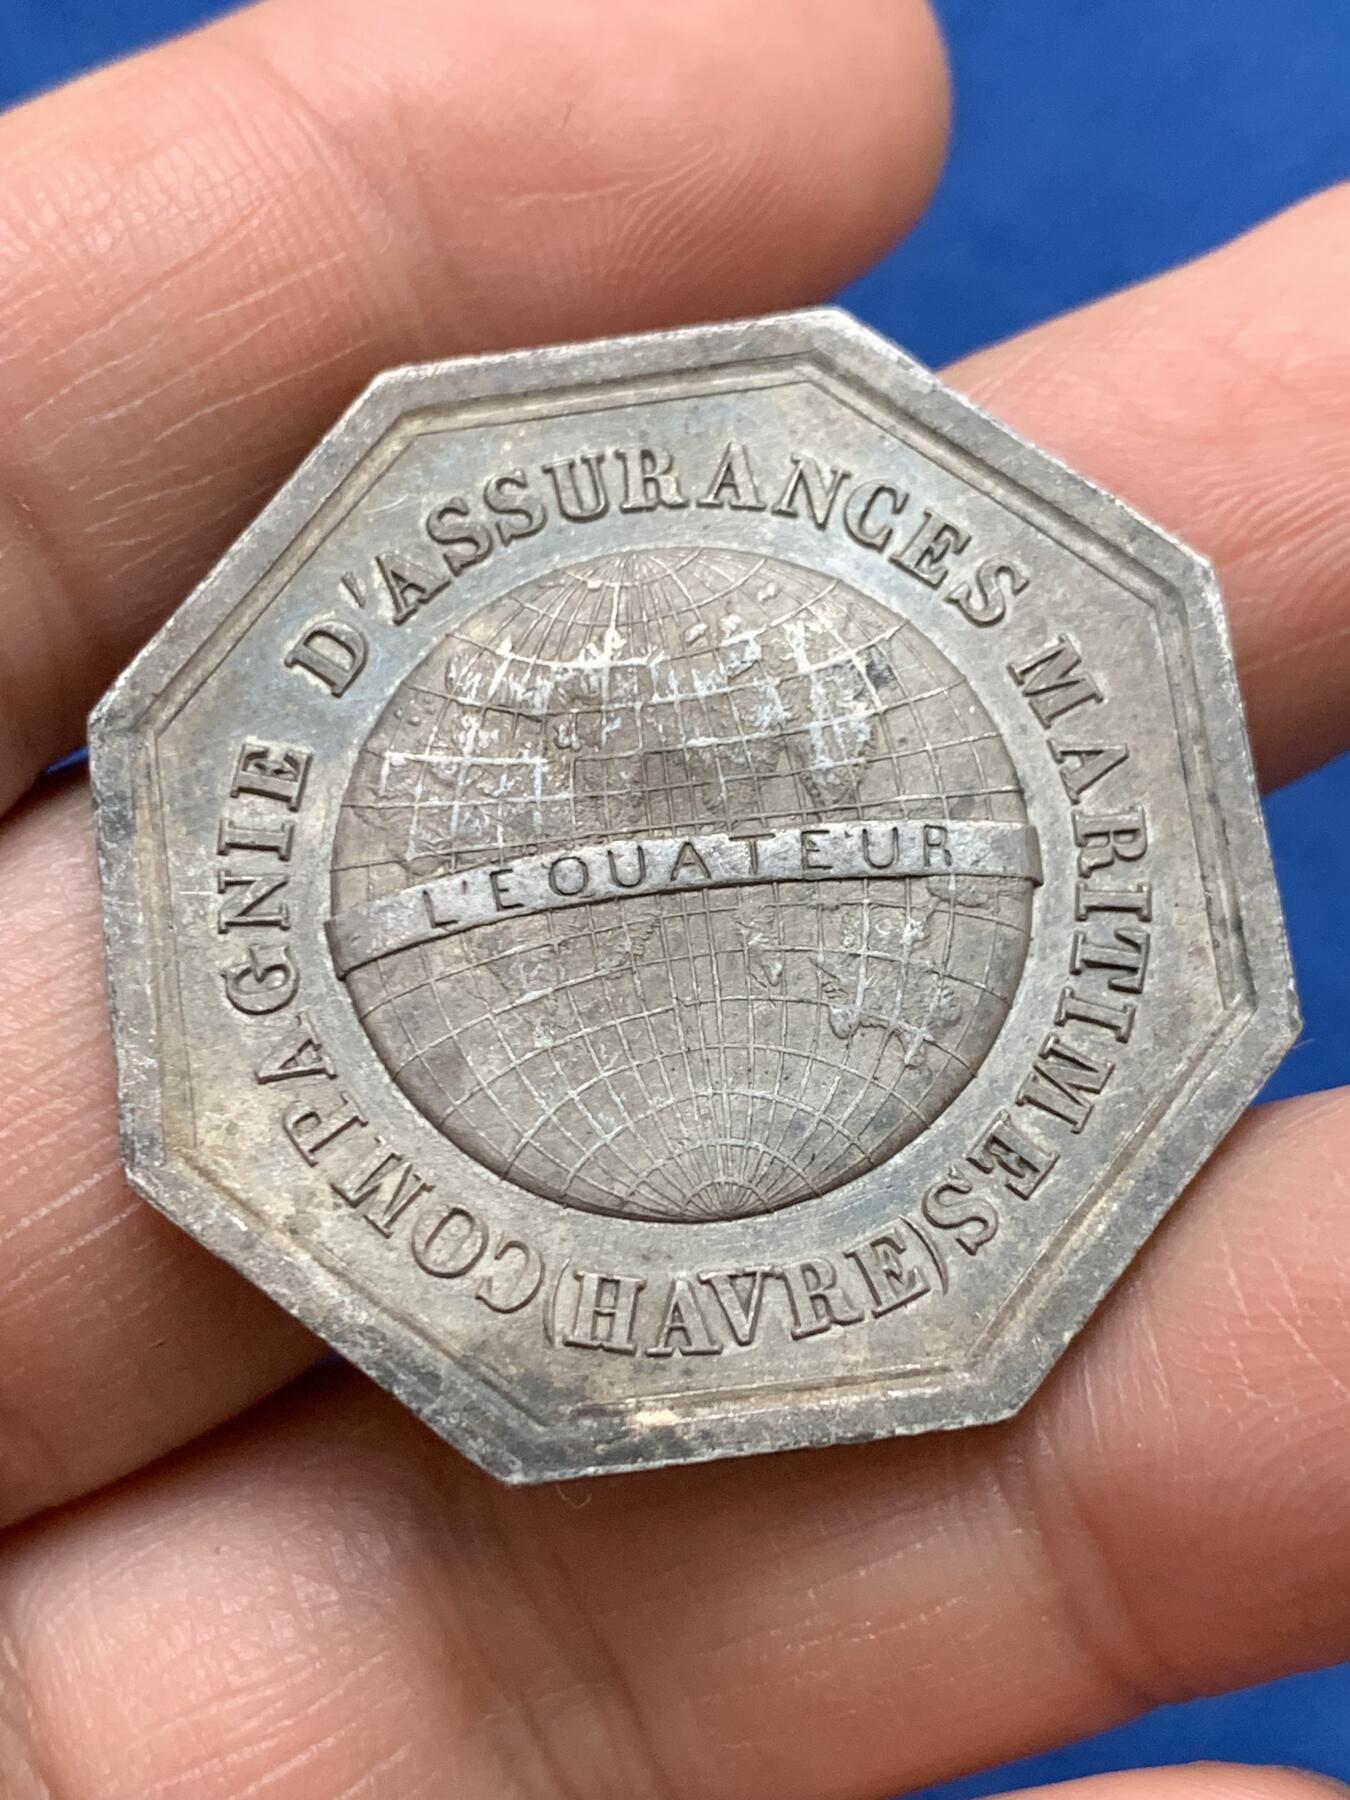 COMPAGNIE D'ASSURANCES MARITIMES
L'EQUATEUR
(HAVRE)